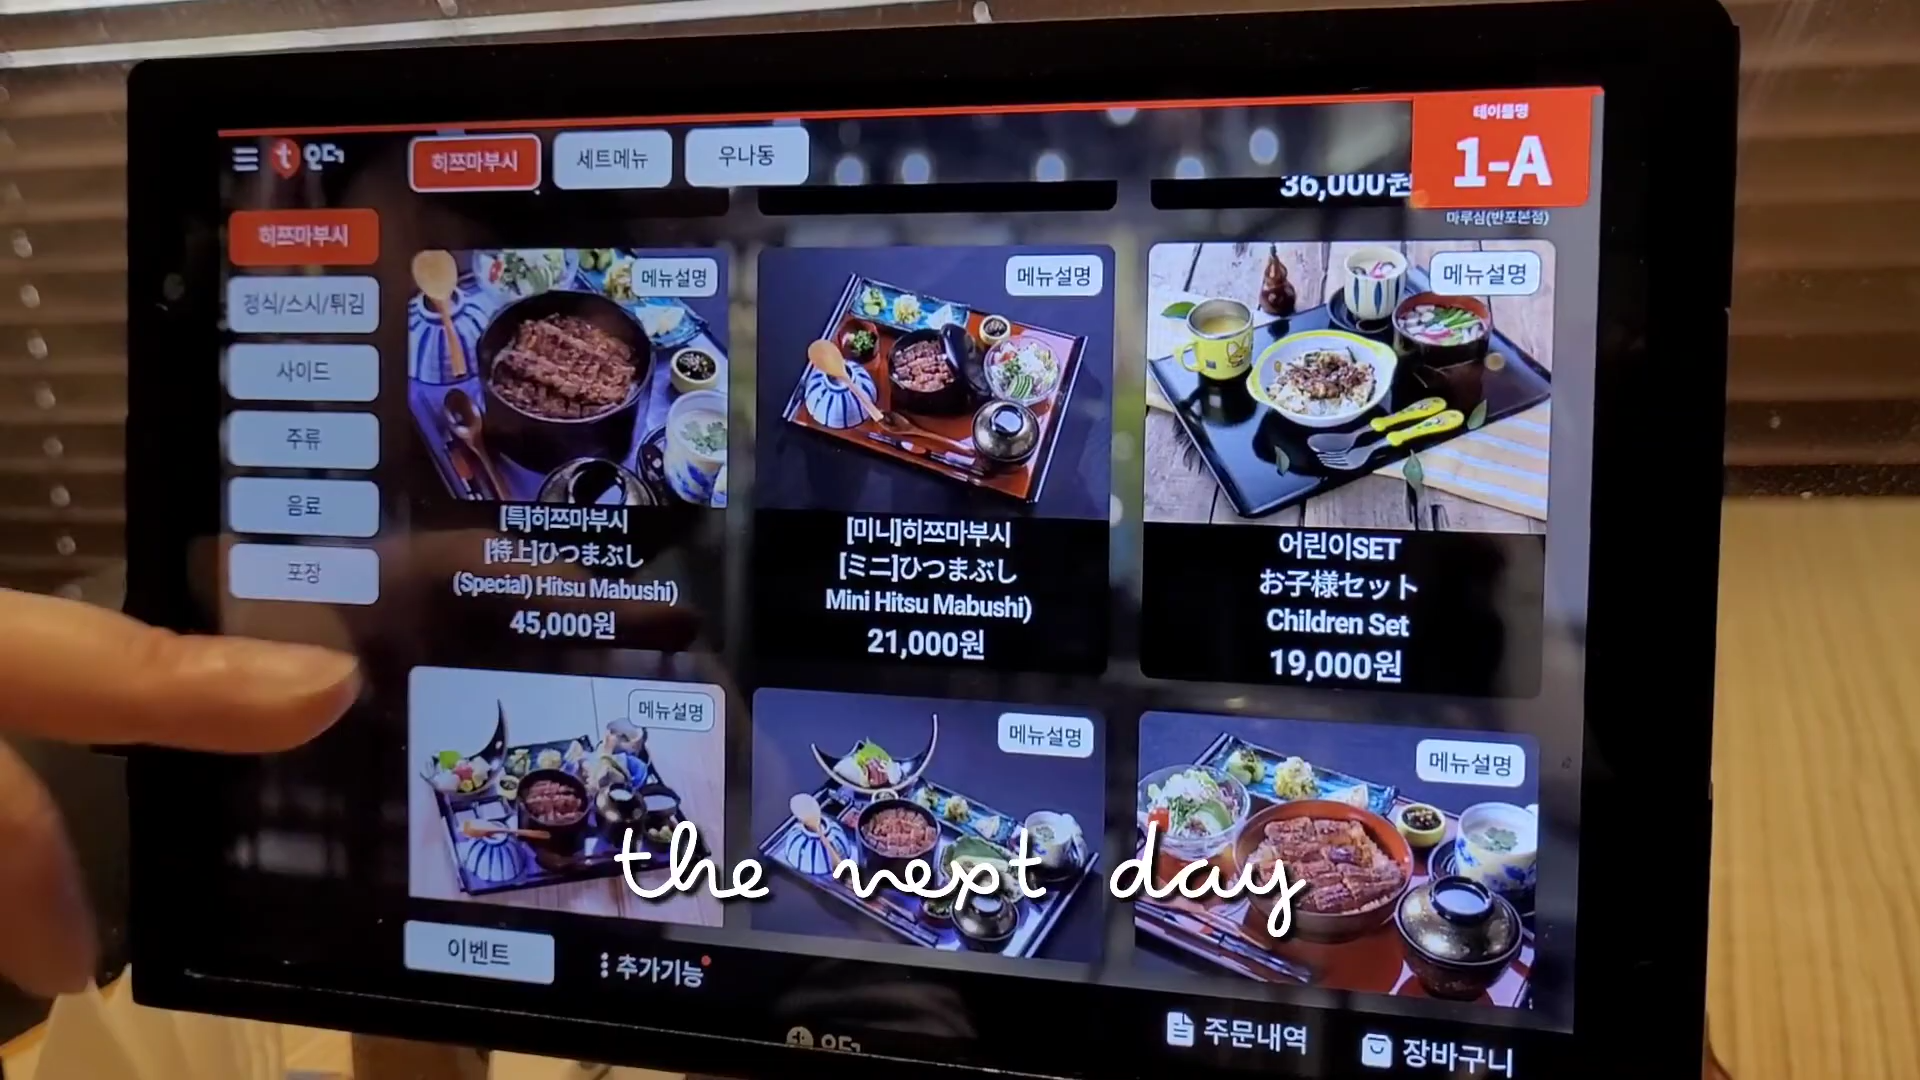 테이블명
1-A
마루심(반포본점)
t오더
히쯔마부시
세트메뉴
우나동
36,000원
히쯔마부시
정식/스시/튀김
사이드
주류
음료
포장
메뉴설명
메뉴설명
메뉴설명
[특]히쯔마부시
[特上]ひつまぶし
(Special) Hitsu Mabushi)
45,000원
[미니]히쯔마부시
[ミニ]ひつまぶし
Mini Hitsu Mabushi)
21,000원
어린이SET
お子様セット
Children Set
19,000원
메뉴설명
메뉴설명
메뉴설명
the next day
이벤트
추가기능
주문내역
장바구니